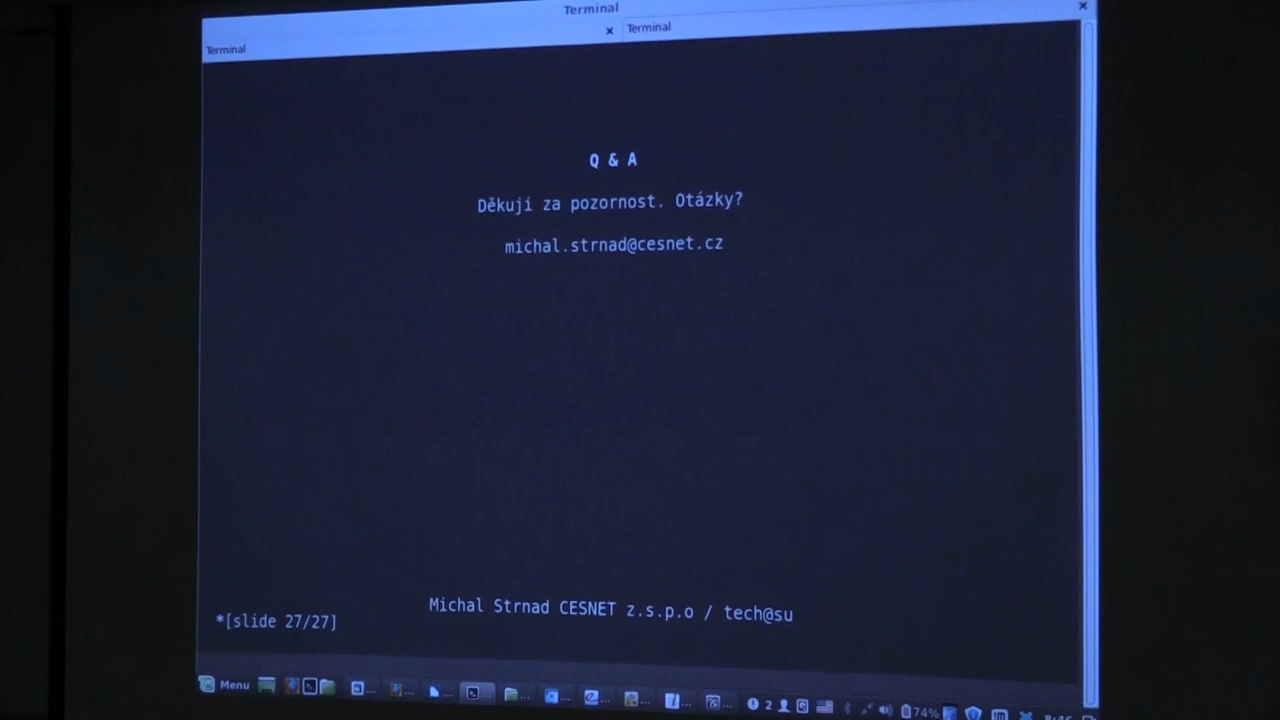 Terminal
Terminal
Terminal
Q & A
Děkuji za pozornost. Otázky?
michal.strnad@cesnet.cz
Michal Strnad CESNET z.s.p.o / tech@su
*[slide 27/27]
Menu
2
74%